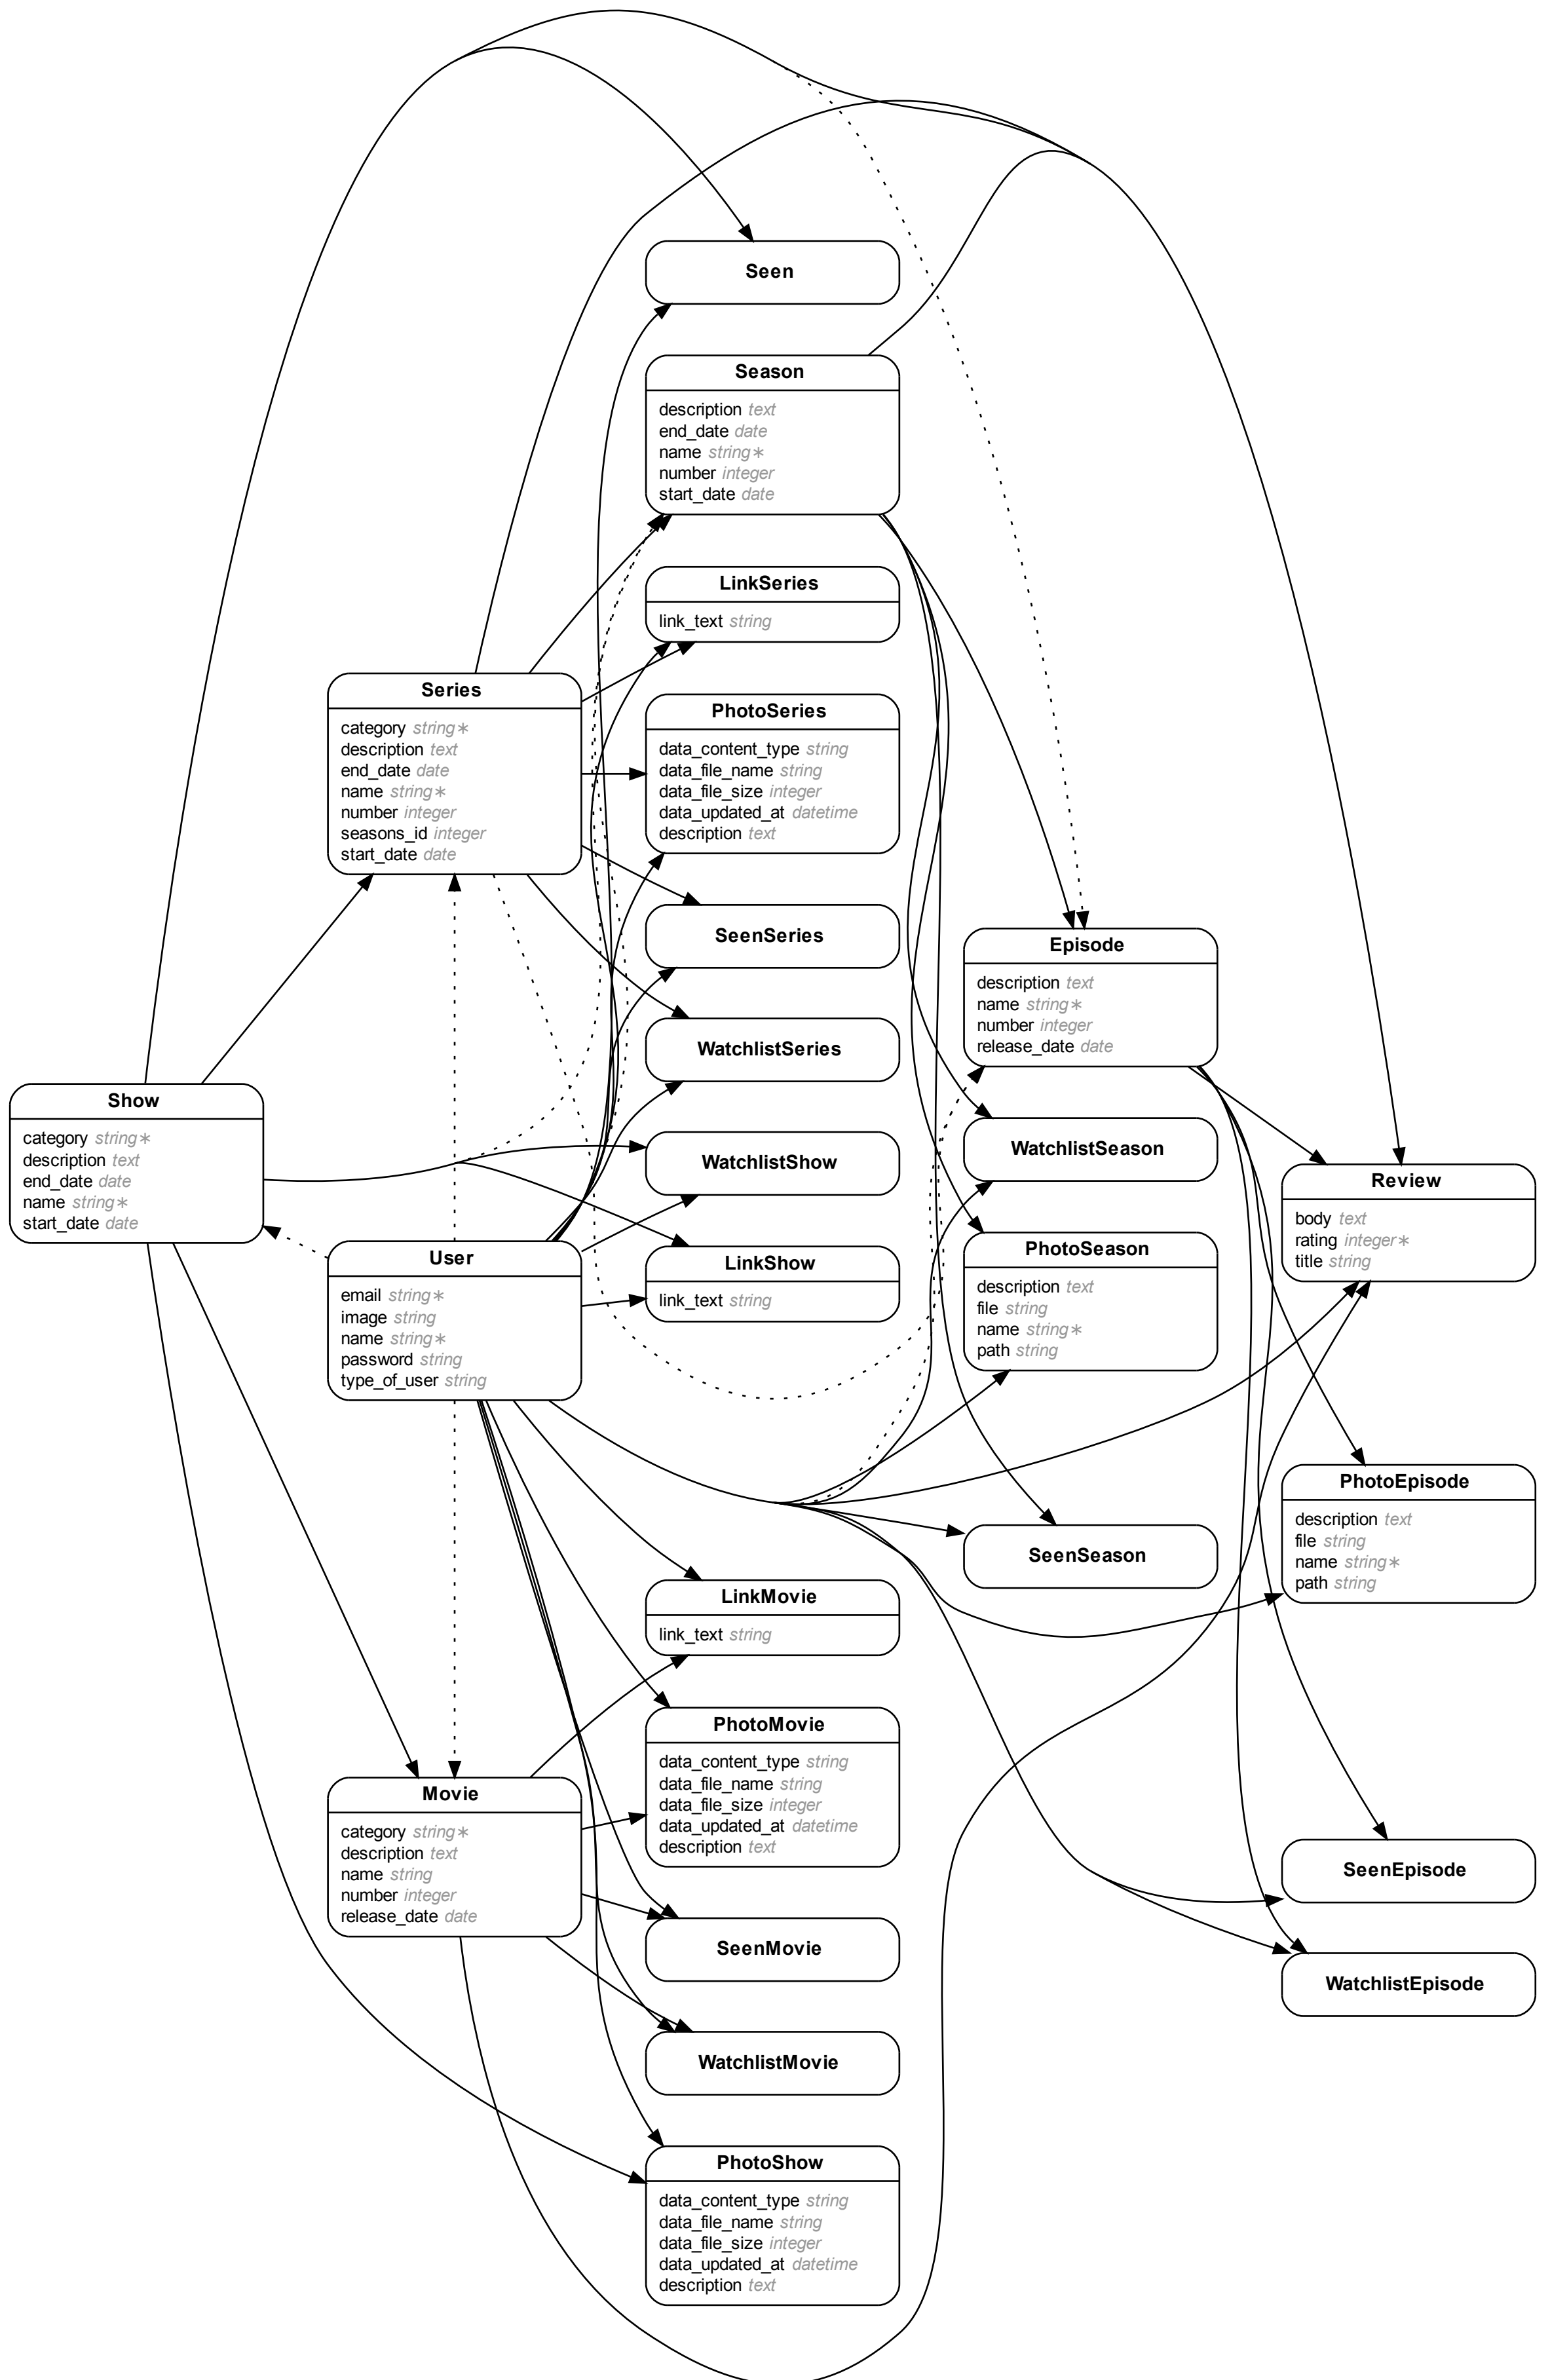 Seen
Season
description text
end_date date
name string∗
number integer
start_date date
LinkSeries
link_text string
Series
category string∗
description text
end_date date
name string∗
number integer
seasons_id integer
start_date date
PhotoSeries
data_content_type string
data_file_name string
data_file_size integer
data_updated_at datetime
description text
SeenSeries
Episode
description text
name string∗
number integer
release_date date
WatchlistSeries
Show
category string∗
description text
end_date date
name string∗
start_date date
WatchlistShow
WatchlistSeason
Review
body text
rating integer∗
title string
User
email string∗
image string
name string∗
password string
type_of_user string
LinkShow
link_text string
PhotoSeason
description text
file string
name string∗
path string
PhotoEpisode
description text
file string
name string∗
path string
SeenSeason
LinkMovie
link_text string
PhotoMovie
data_content_type string
data_file_name string
data_file_size integer
data_updated_at datetime
description text
Movie
category string∗
description text
name string
number integer
release_date date
SeenEpisode
SeenMovie
WatchlistEpisode
WatchlistMovie
PhotoShow
data_content_type string
data_file_name string
data_file_size integer
data_updated_at datetime
description text